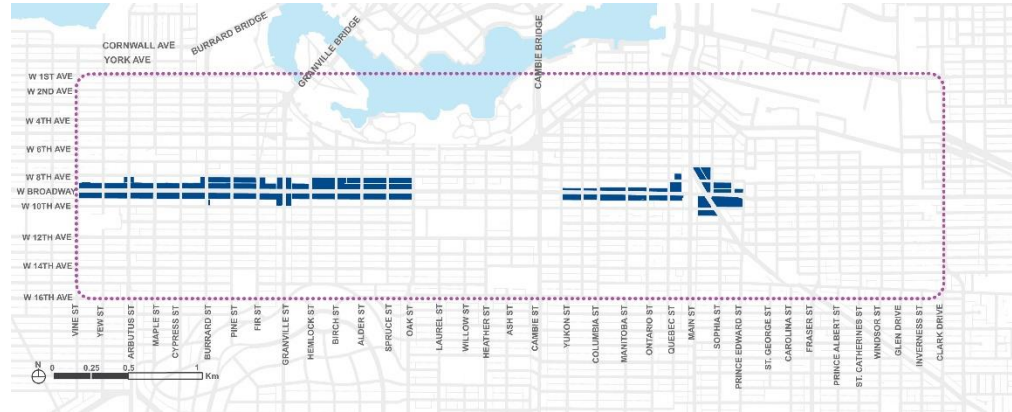 BURRARD BRIDGE
GRANVILLE BRIDGE
CAMBIE BRIDGE
CORNWALL AVE
YORK AVE
W 1ST AVE
W 2ND AVE
W 4TH AVE
W 6TH AVE
W 8TH AVE
W BROADWAY
W 10TH AVE
W 12TH AVE
W 14TH AVE
W 16TH AVE
VINE ST
YEW ST
ARBUTUS ST
MAPLE ST
CYPRESS ST
BURRARD ST
PINE ST
FIR ST
GRANVILLE ST
HEMLOCK ST
BIRCH ST
ALDER ST
SPRUCE ST
OAK ST
LAUREL ST
WILLOW ST
HEATHER ST
ASH ST
CAMBIE ST
YUKON ST
COLUMBIA ST
MANITOBA ST
ONTARIO ST
QUEBEC ST
MAIN ST
SOPHIA ST
PRINCE EDWARD ST
ST. GEORGE ST
CAROLINA ST
FRASER ST
PRINCE ALBERT ST
ST. CATHERINES ST
WINDSOR ST
GLEN DRIVE
INVERNESS ST
CLARK DRIVE
N
0 0.25 0.5 1
Km